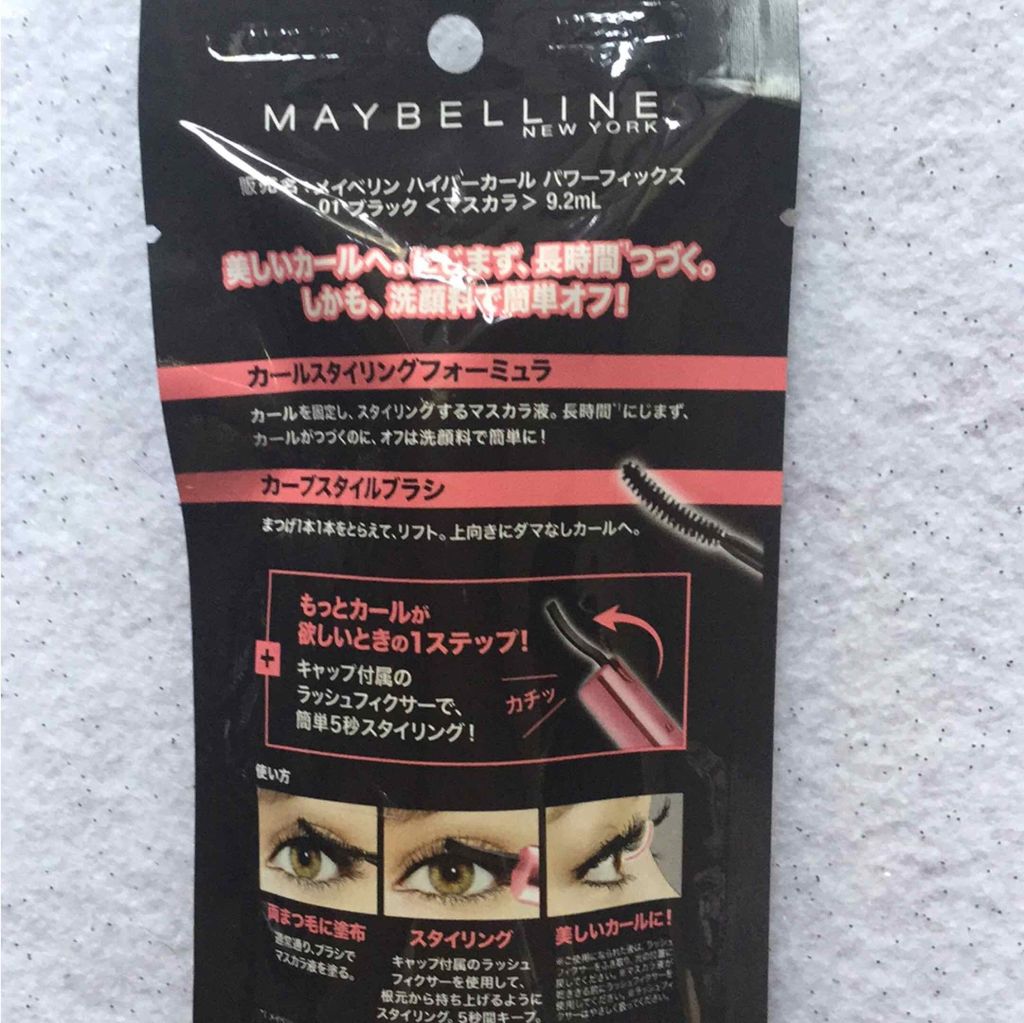 MAYBELLINE
NEW YORK
販売名:メイベリン ハイパーカール パワーフィックス
01 ブラック <マスカラ> 9.2mL
美しいカールへ。にじまず、長時間*¹つづく。
しかも、洗顔料で簡単オフ!
カールスタイリングフォーミュラ
カールを固定し、スタイリングするマスカラ液。長時間*¹にじまず、
カールがつづくのに、オフは洗顔料で簡単に!
カーブスタイルブラシ
まつげ1本1本をとらえて、リフト。上向きにダマなしカールへ。
+
もっとカールが
欲しいときの1ステップ!
キャップ付属の
ラッシュフィクサーで、
簡単5秒スタイリング!
カチッ
使い方
両まつ毛に塗布
通常通り、ブラシで
マスカラ液を塗る。
スタイリング
キャップ付属のラッシュ
フィクサーを使用して、
根元から持ち上げるように
スタイリング。5秒間キープ。
美しいカールに!